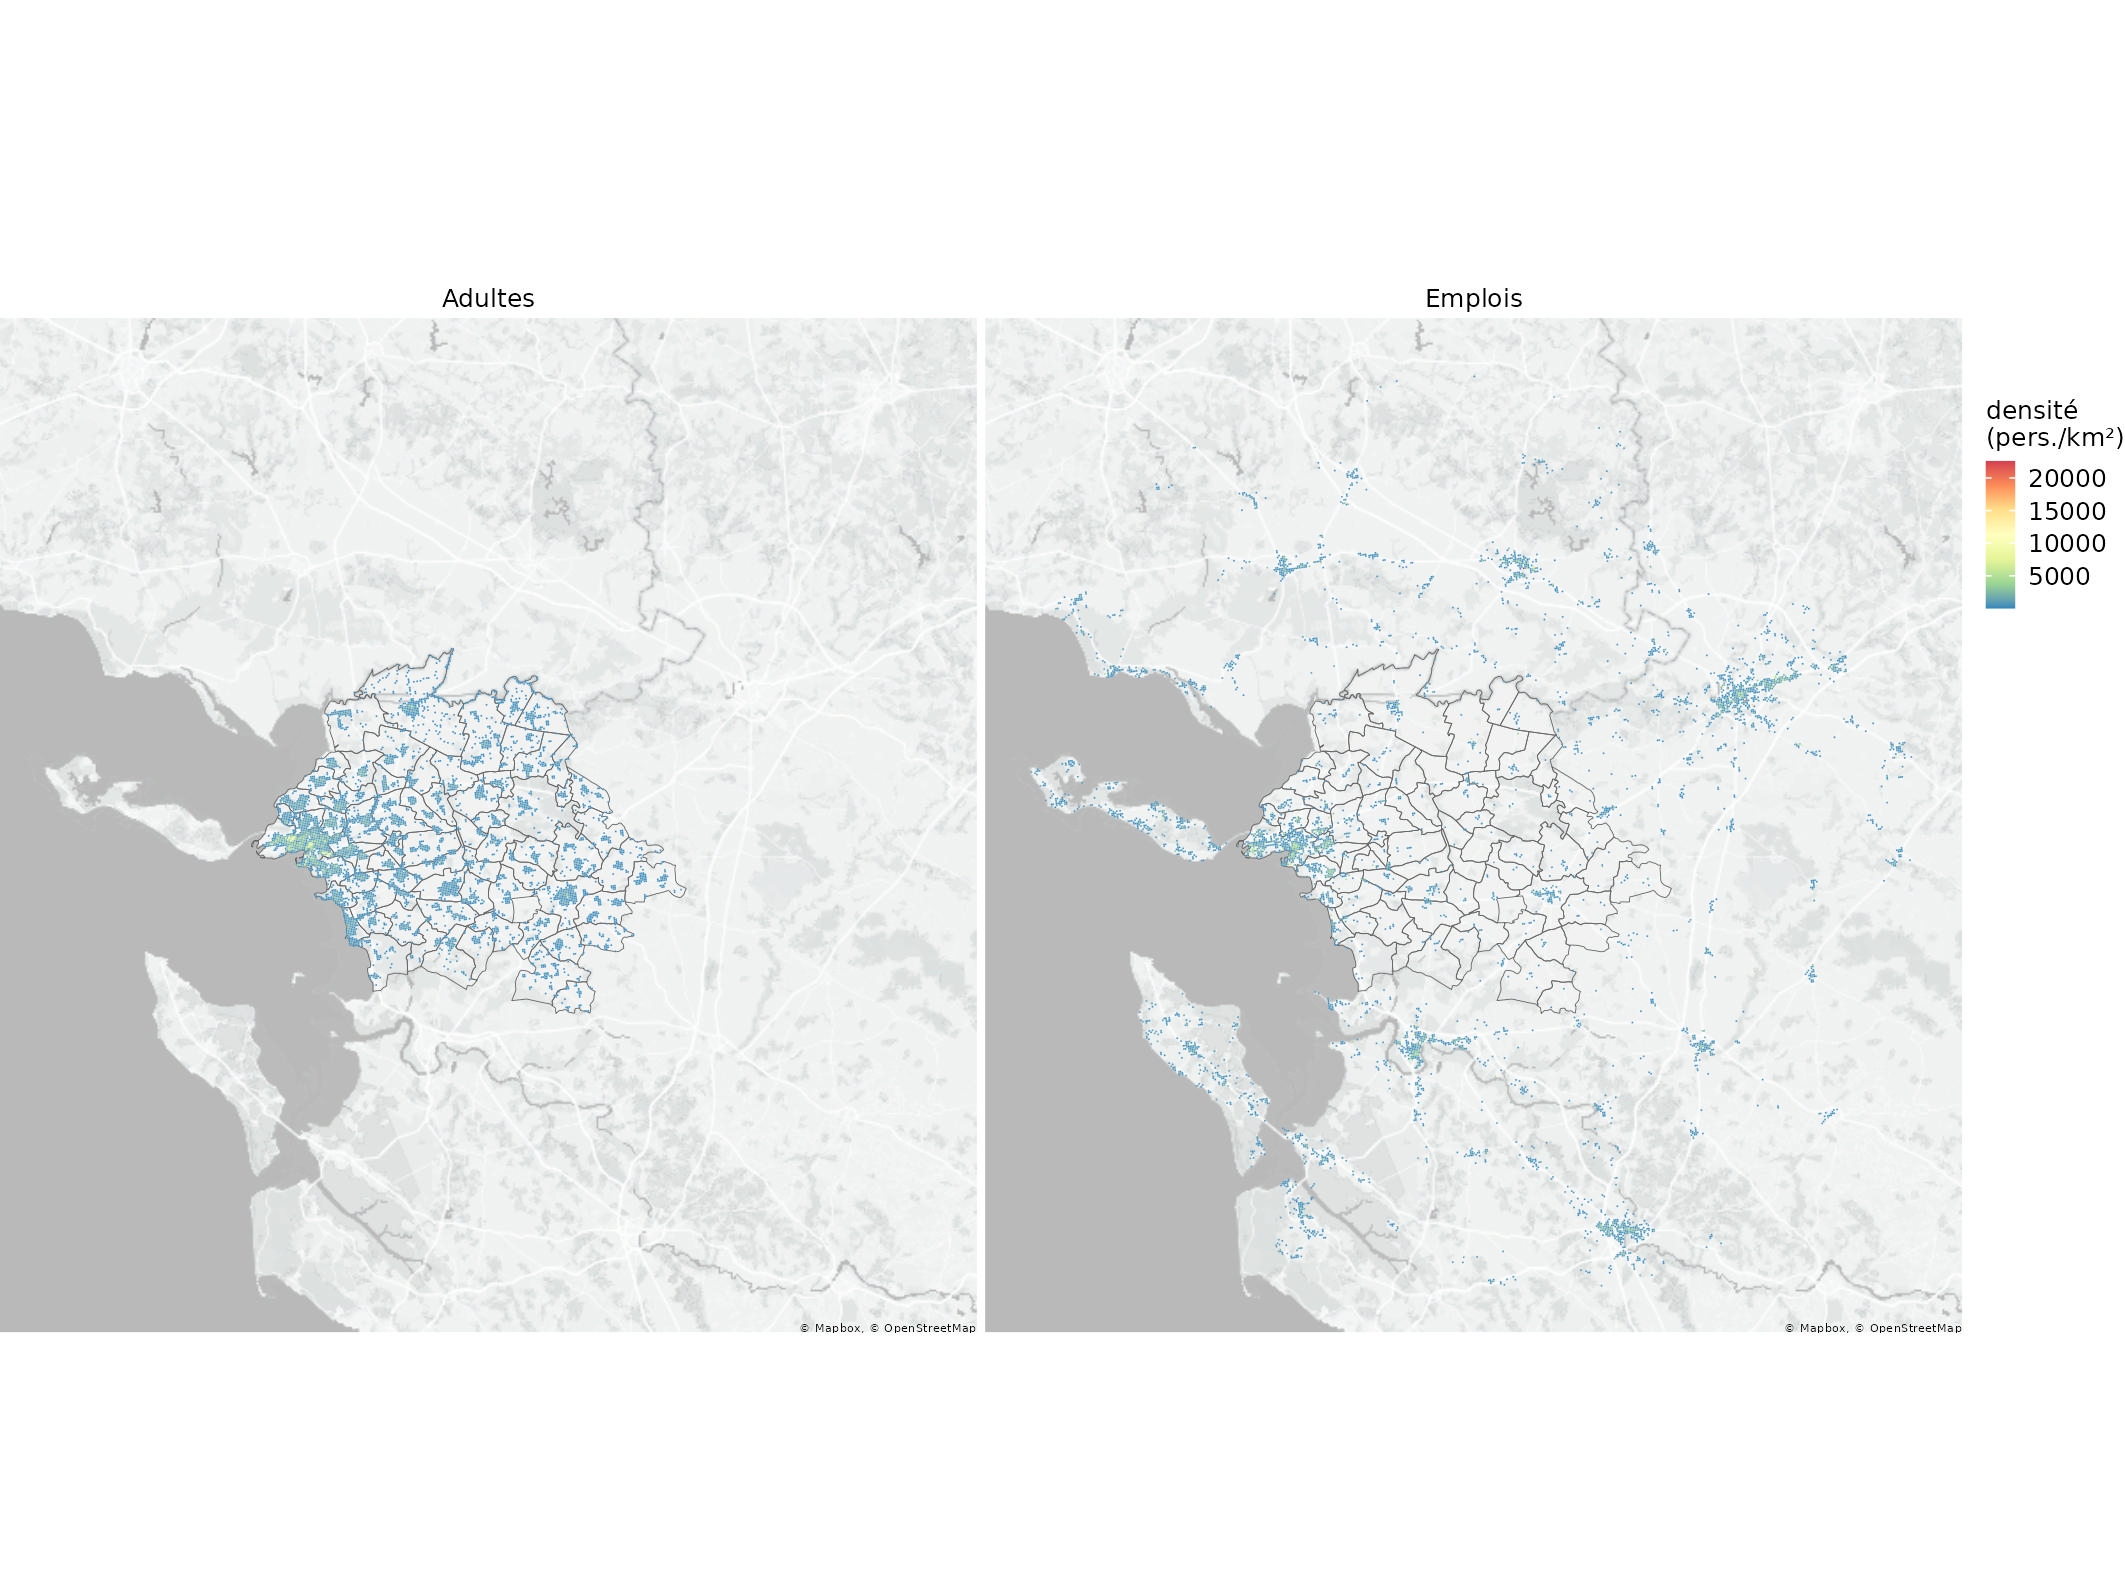 Adultes
Emplois
densité
(pers./km²)
20000
15000
10000
5000
© Mapbox, © OpenStreetMap
© Mapbox, © OpenStreetMap